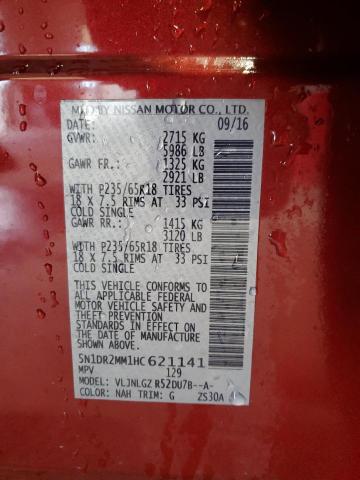 MFD BY NISSAN MOTOR CO., LTD.
DATE: 09/16
GVWR: 2715 KG
5986 LB
GAWR FR.: 1325 KG
2921 LB
WITH P235/65R18 TIRES
18 X 7.5 RIMS AT 33 PSI
COLD SINGLE
GAWR RR.: 1415 KG
3120 LB
WITH P235/65R18 TIRES
18 X 7.5 RIMS AT 33 PSI
COLD SINGLE
THIS VEHICLE CONFORMS TO
ALL APPLICABLE FEDERAL
MOTOR VEHICLE SAFETY AND
THEFT PREVENTION
STANDARDS IN EFFECT ON
THE DATE OF MANUFACTURE
SHOWN ABOVE.
5N1DR2MM1HC621141
MPV 129
MODEL: VLJNLGZ R52DU7B--A-
COLOR: NAH TRIM: G ZS30A